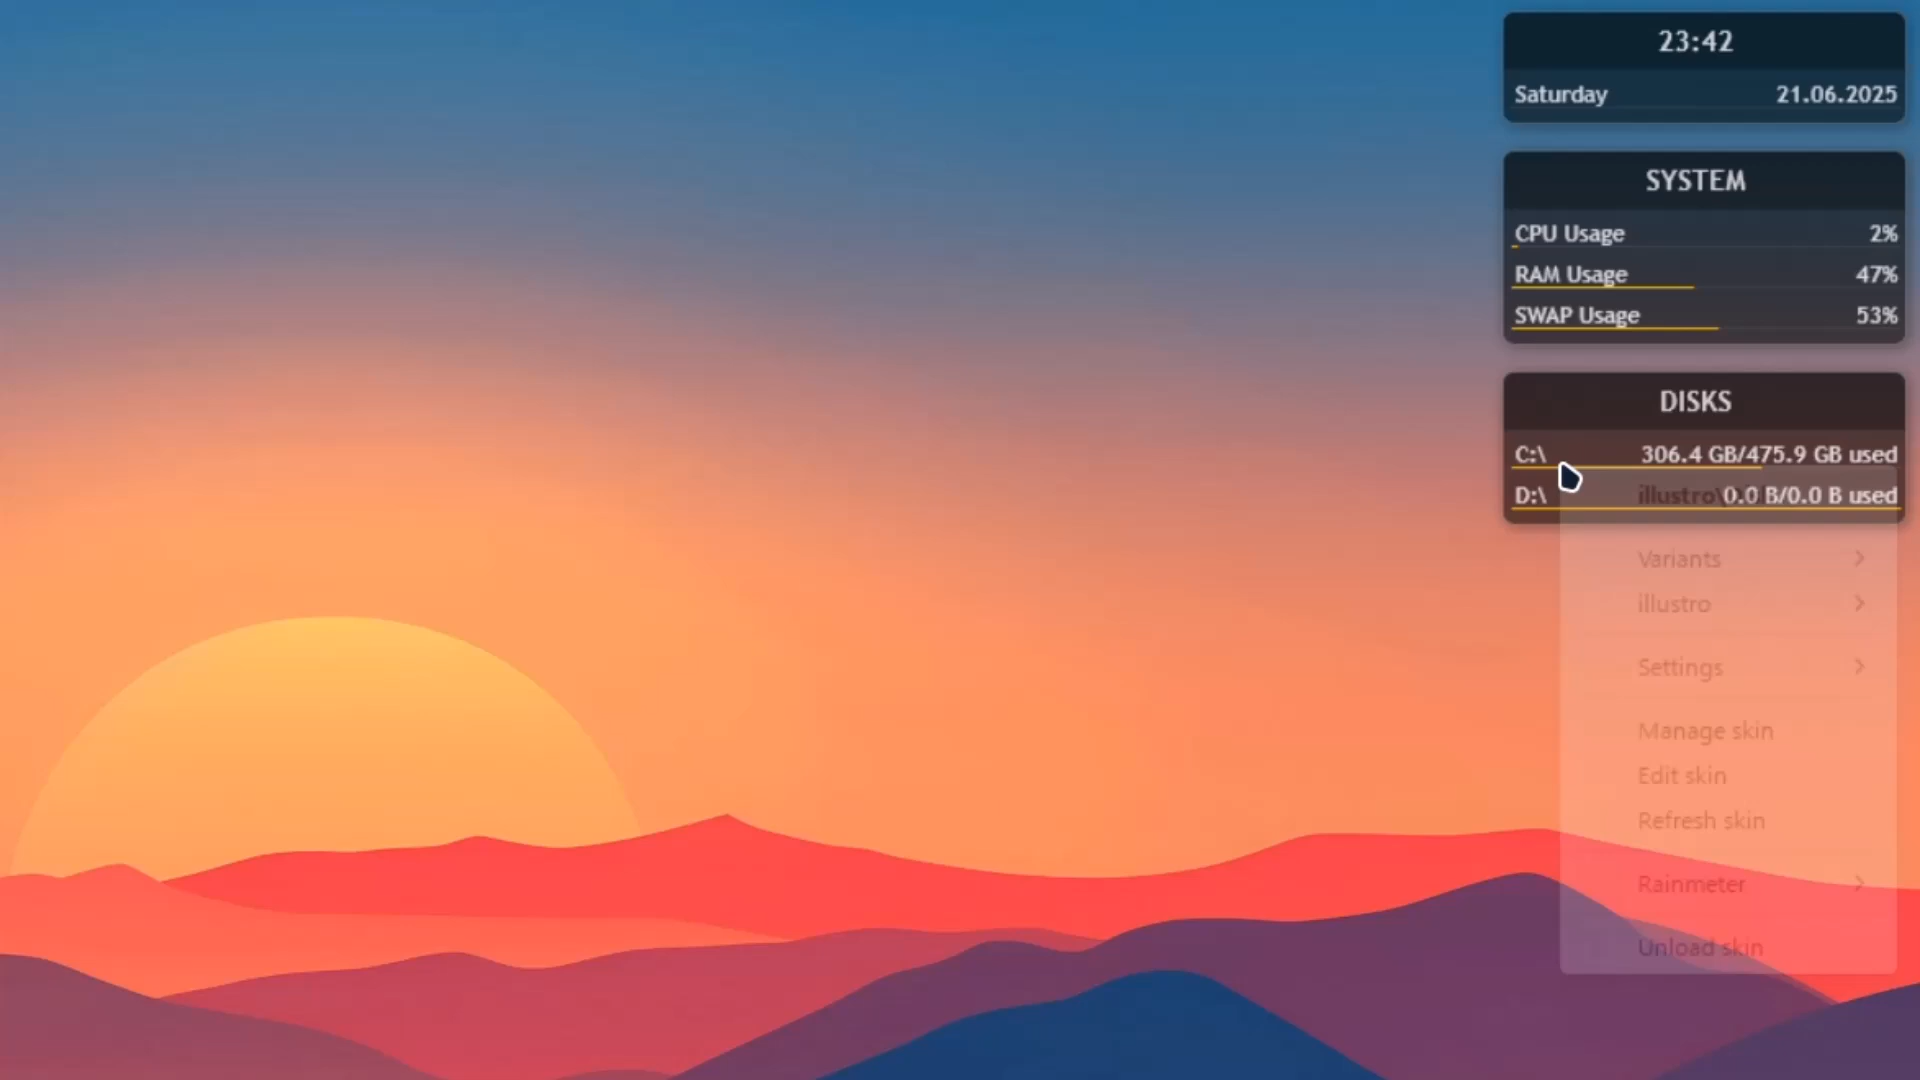 23:42
Saturday 21.06.2025
SYSTEM
CPU Usage 2%
RAM Usage 47%
SWAP Usage 53%
DISKS
C:\ 306.4 GB/475.9 GB used
D:\ 0.0 B/0.0 B used
illustro\
Variants
illustro
Settings
Manage skin
Edit skin
Refresh skin
Rainmeter
Unload skin